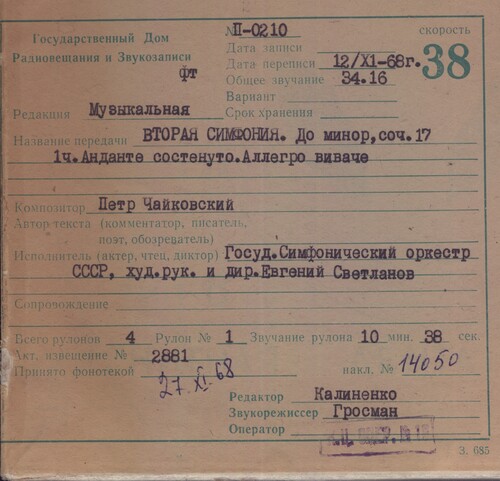 Государственный Дом
Радиовещания и Звукозаписи
фт
№ П-0210
Дата записи
Дата переписи 12/XI-68г.
Общее звучание 34.16
Вариант
Срок хранения
скорость
38
Редакция Музыкальная
Название передачи ВТОРАЯ СИМФОНИЯ. До минор,соч.17
1ч.Анданте состенуто.Аллегро виваче
Композитор Петр Чайковский
Автор текста (комментатор, писатель,
поэт, обозреватель)
Исполнитель (актер, чтец, диктор) Госуд.Симфонический оркестр
СССР, худ.рук. и дир.Евгений Светланов
Сопровождение
Всего рулонов 4 Рулон № 1 Звучание рулона 10 мин. 38 сек.
Акт. извещение № 2881
Принято фонотекой 27.XI.68 накл. № 14050
Редактор Калиненко
Звукорежиссер Гросман
Оператор
З. 685